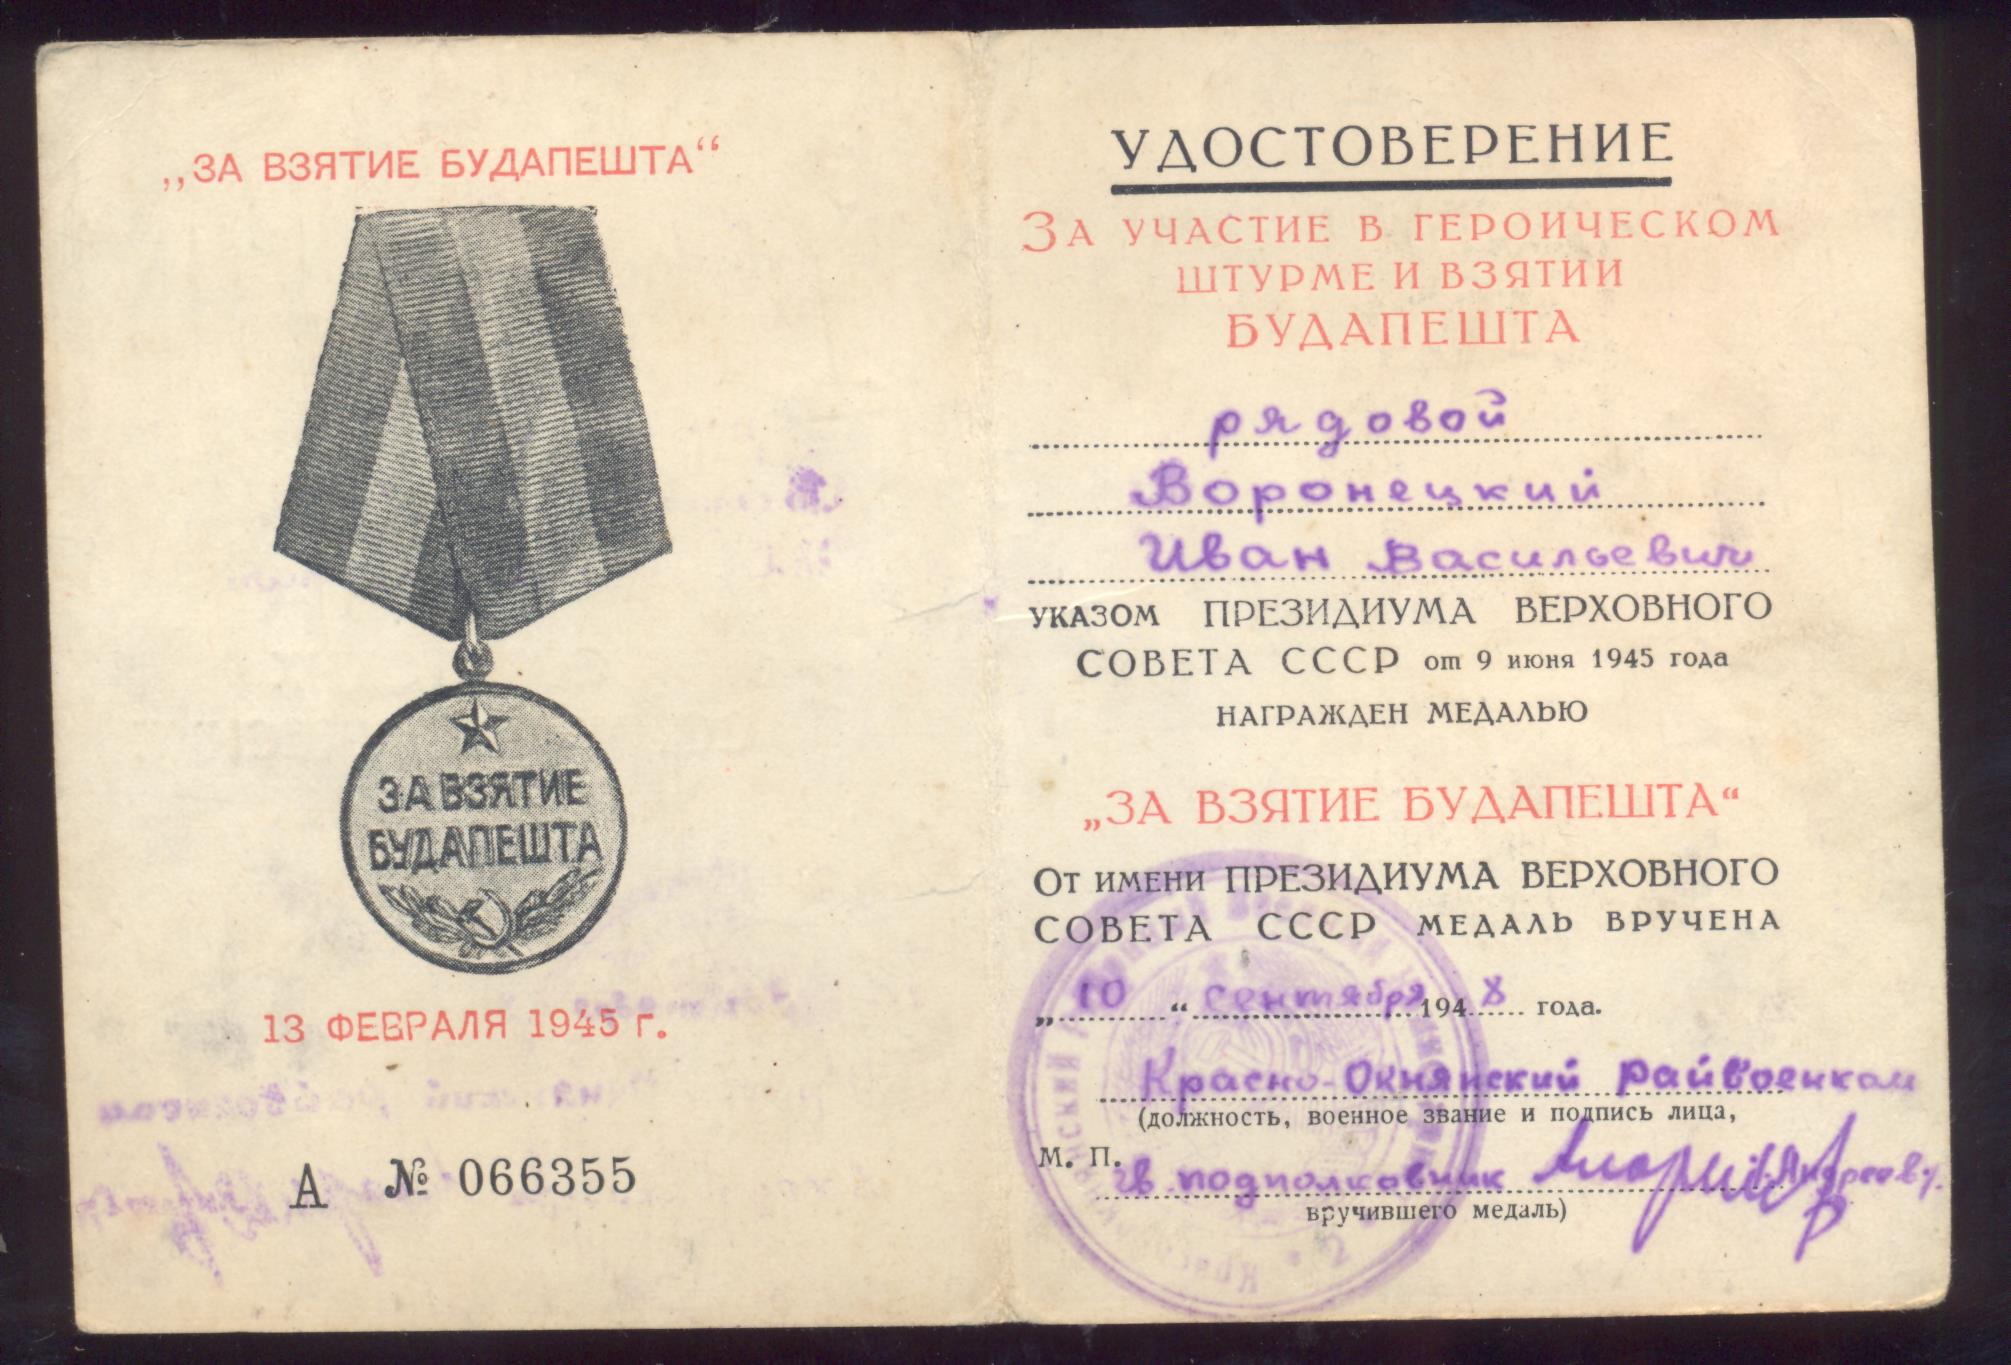 „ЗА ВЗЯТИЕ БУДАПЕШТА“
ЗА ВЗЯТИЕ
БУДАПЕШТА
13 ФЕВРАЛЯ 1945 г.
А № 066355
УДОСТОВЕРЕНИЕ
ЗА УЧАСТИЕ В ГЕРОИЧЕСКОМ
ШТУРМЕ И ВЗЯТИИ
БУДАПЕШТА
рядовой
Воронецкий
Иван Васильевич
УКАЗОМ ПРЕЗИДИУМА ВЕРХОВНОГО
СОВЕТА СССР от 9 июня 1945 года
НАГРАЖДЕН МЕДАЛЬЮ
„ЗА ВЗЯТИЕ БУДАПЕШТА“
ОТ ИМЕНИ ПРЕЗИДИУМА ВЕРХОВНОГО
СОВЕТА СССР МЕДАЛЬ ВРУЧЕНА
„10“ сентября 1948 года.
Красно-Окнянский Райвоенком
(должность, военное звание и подпись лица,
М. П.
гв. подполковник
вручившего медаль)